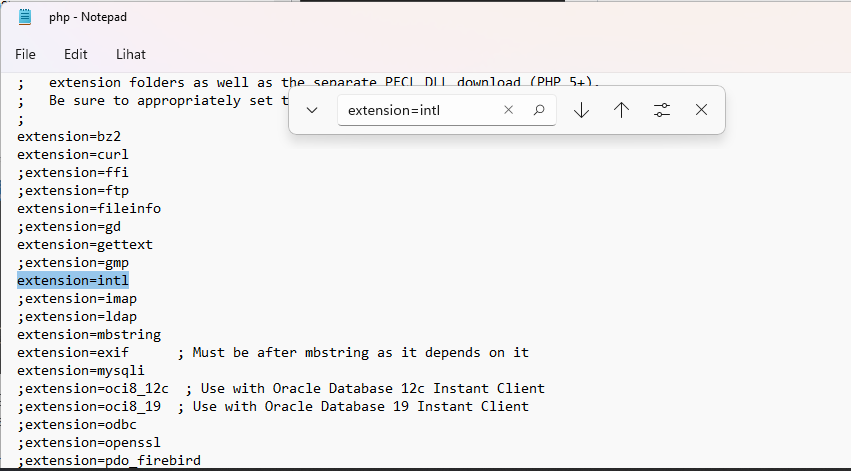 php - Notepad
File Edit Lihat
;   extension folders as well as the separate PECL DLL download (PHP 5+).
;   Be sure to appropriately set t
extension=intl
;
extension=bz2
extension=curl
;extension=ffi
;extension=ftp
extension=fileinfo
;extension=gd
extension=gettext
;extension=gmp
extension=intl
;extension=imap
;extension=ldap
extension=mbstring
extension=exif      ; Must be after mbstring as it depends on it
extension=mysqli
;extension=oci8_12c  ; Use with Oracle Database 12c Instant Client
;extension=oci8_19  ; Use with Oracle Database 19 Instant Client
;extension=odbc
;extension=openssl
;extension=pdo_firebird